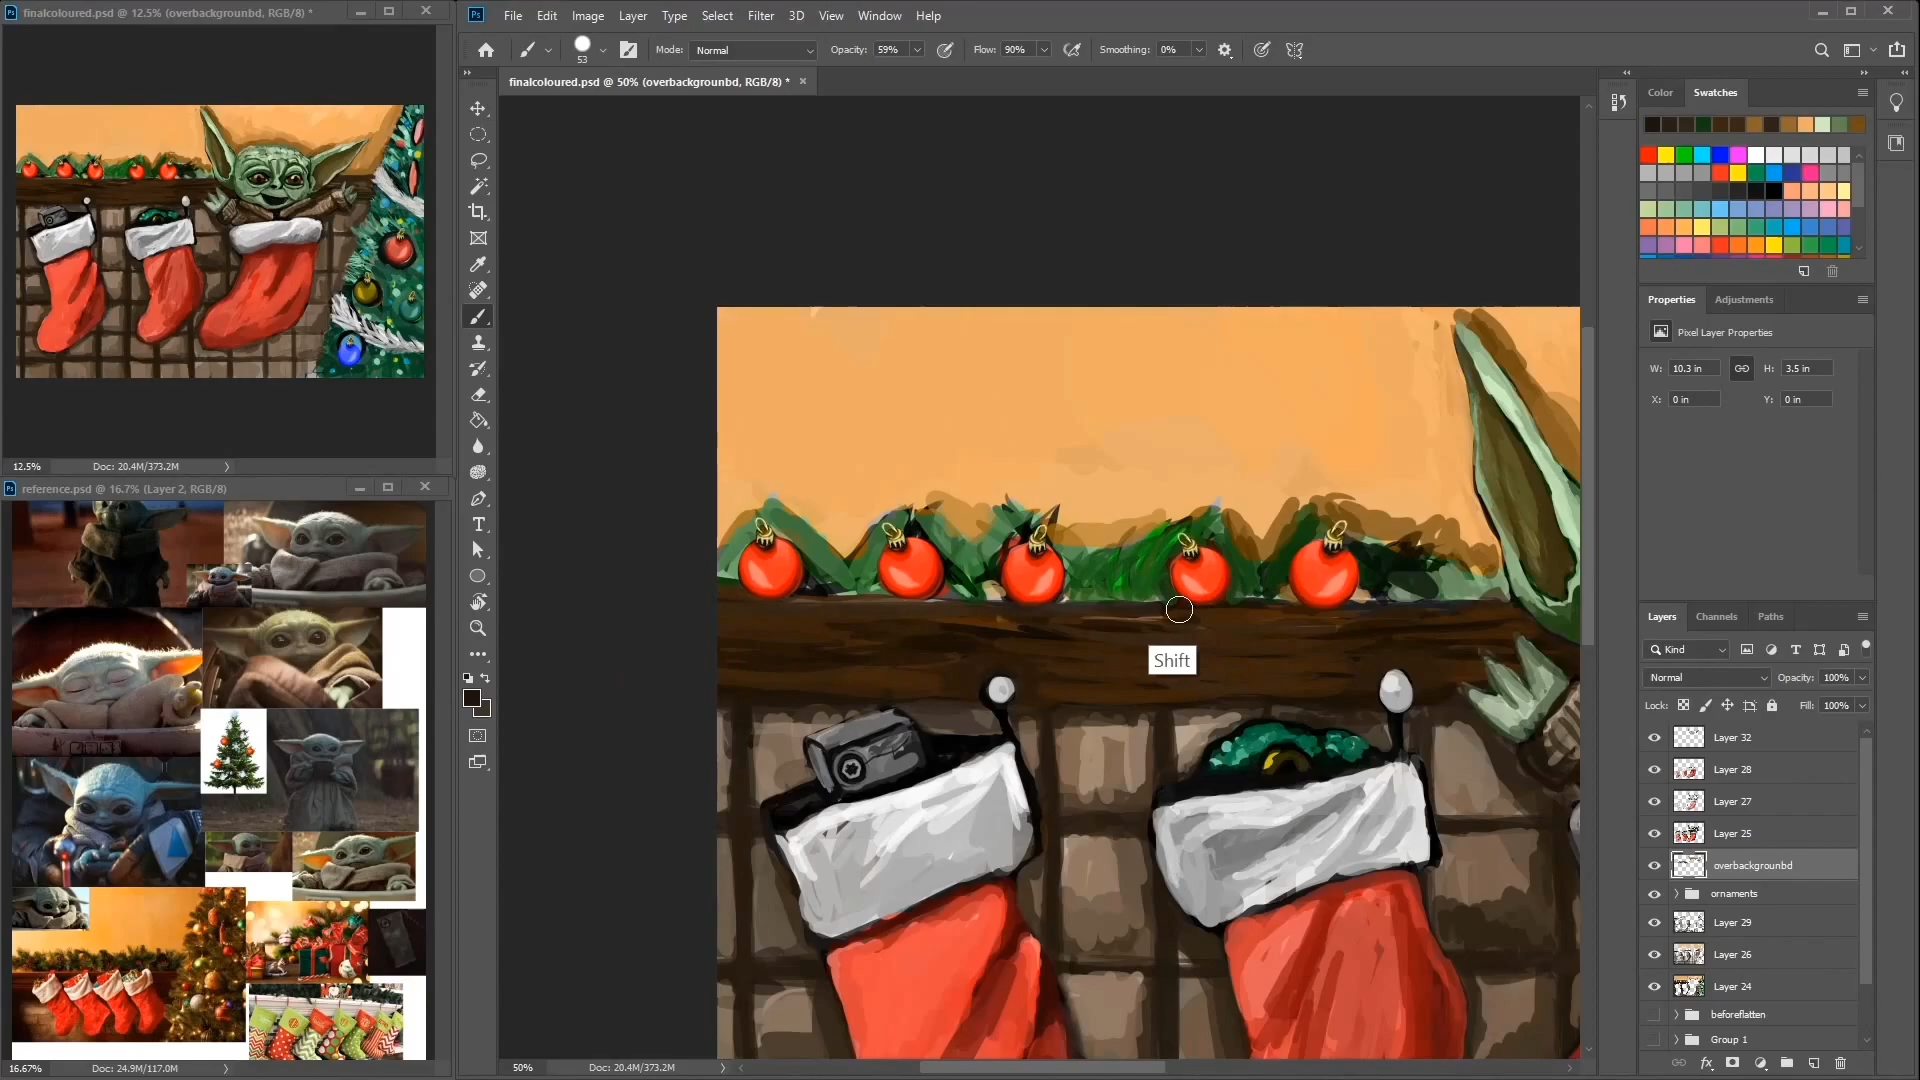 finalcoloured.psd @ 12.5% (overbackgrounbd, RGB/8) *
12.5%
Doc: 20.4M/373.2M
reference.psd @ 16.7% (Layer 2, RGB/8)
16.67%
Doc: 24.9M/117.0M
File Edit Image Layer Type Select Filter 3D View Window Help
53
Mode: Normal
Opacity: 59%
Flow: 90%
Smoothing: 0%
finalcoloured.psd @ 50% (overbackgrounbd, RGB/8) *
Shift
50%
Doc: 20.4M/373.2M
Color Swatches
Properties Adjustments
Pixel Layer Properties
W: 10.3 in H: 3.5 in
X: 0 in Y: 0 in
Layers Channels Paths
Kind
Normal Opacity: 100%
Lock: Fill: 100%
Layer 32
Layer 28
Layer 27
Layer 25
overbackgrounbd
ornaments
Layer 29
Layer 26
Layer 24
beforeflatten
Group 1